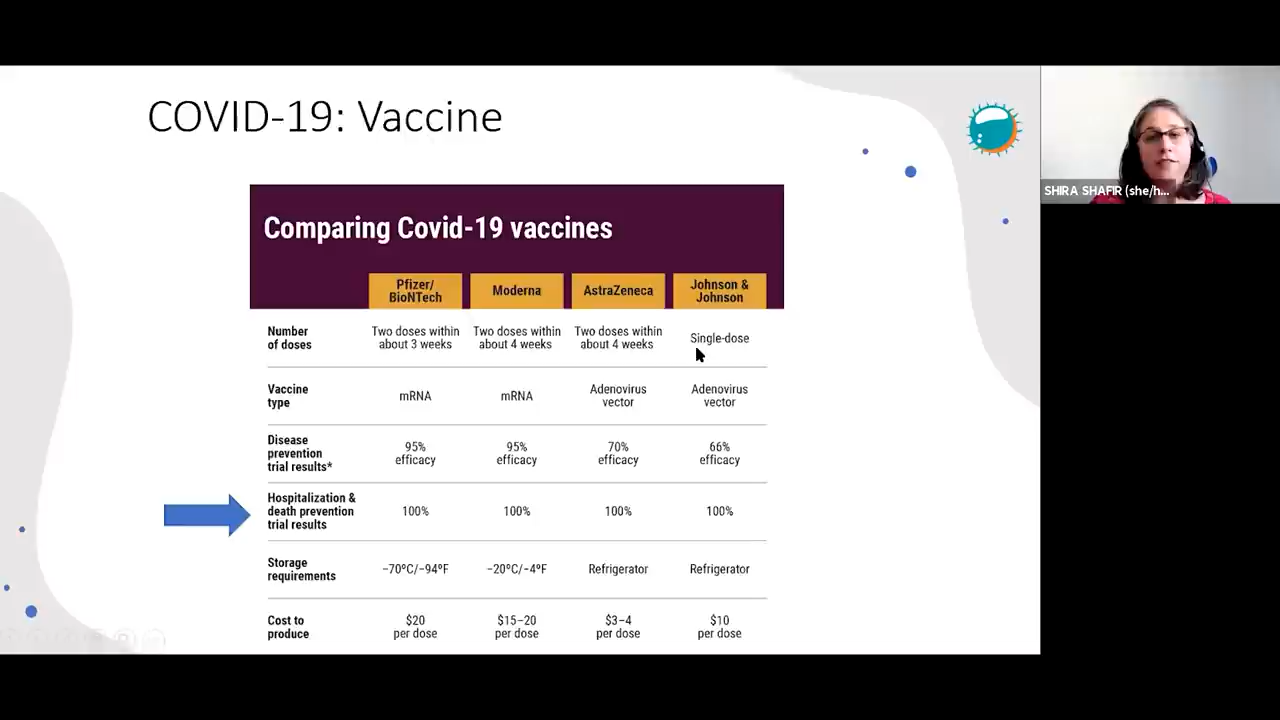 COVID-19: Vaccine
SHIRA SHAFIR (she/h...
Comparing Covid-19 vaccines
Pfizer/
BioNTech
Moderna
AstraZeneca
Johnson &
Johnson
Number
of doses
Two doses within
about 3 weeks
Two doses within
about 4 weeks
Two doses within
about 4 weeks
Single-dose
Vaccine
type
mRNA
mRNA
Adenovirus
vector
Adenovirus
vector
Disease
prevention
trial results*
95%
efficacy
95%
efficacy
70%
efficacy
66%
efficacy
Hospitalization &
death prevention
trial results
100%
100%
100%
100%
Storage
requirements
−70ºC/−94ºF
−20ºC/−4ºF
Refrigerator
Refrigerator
Cost to
produce
$20
per dose
$15–20
per dose
$3–4
per dose
$10
per dose